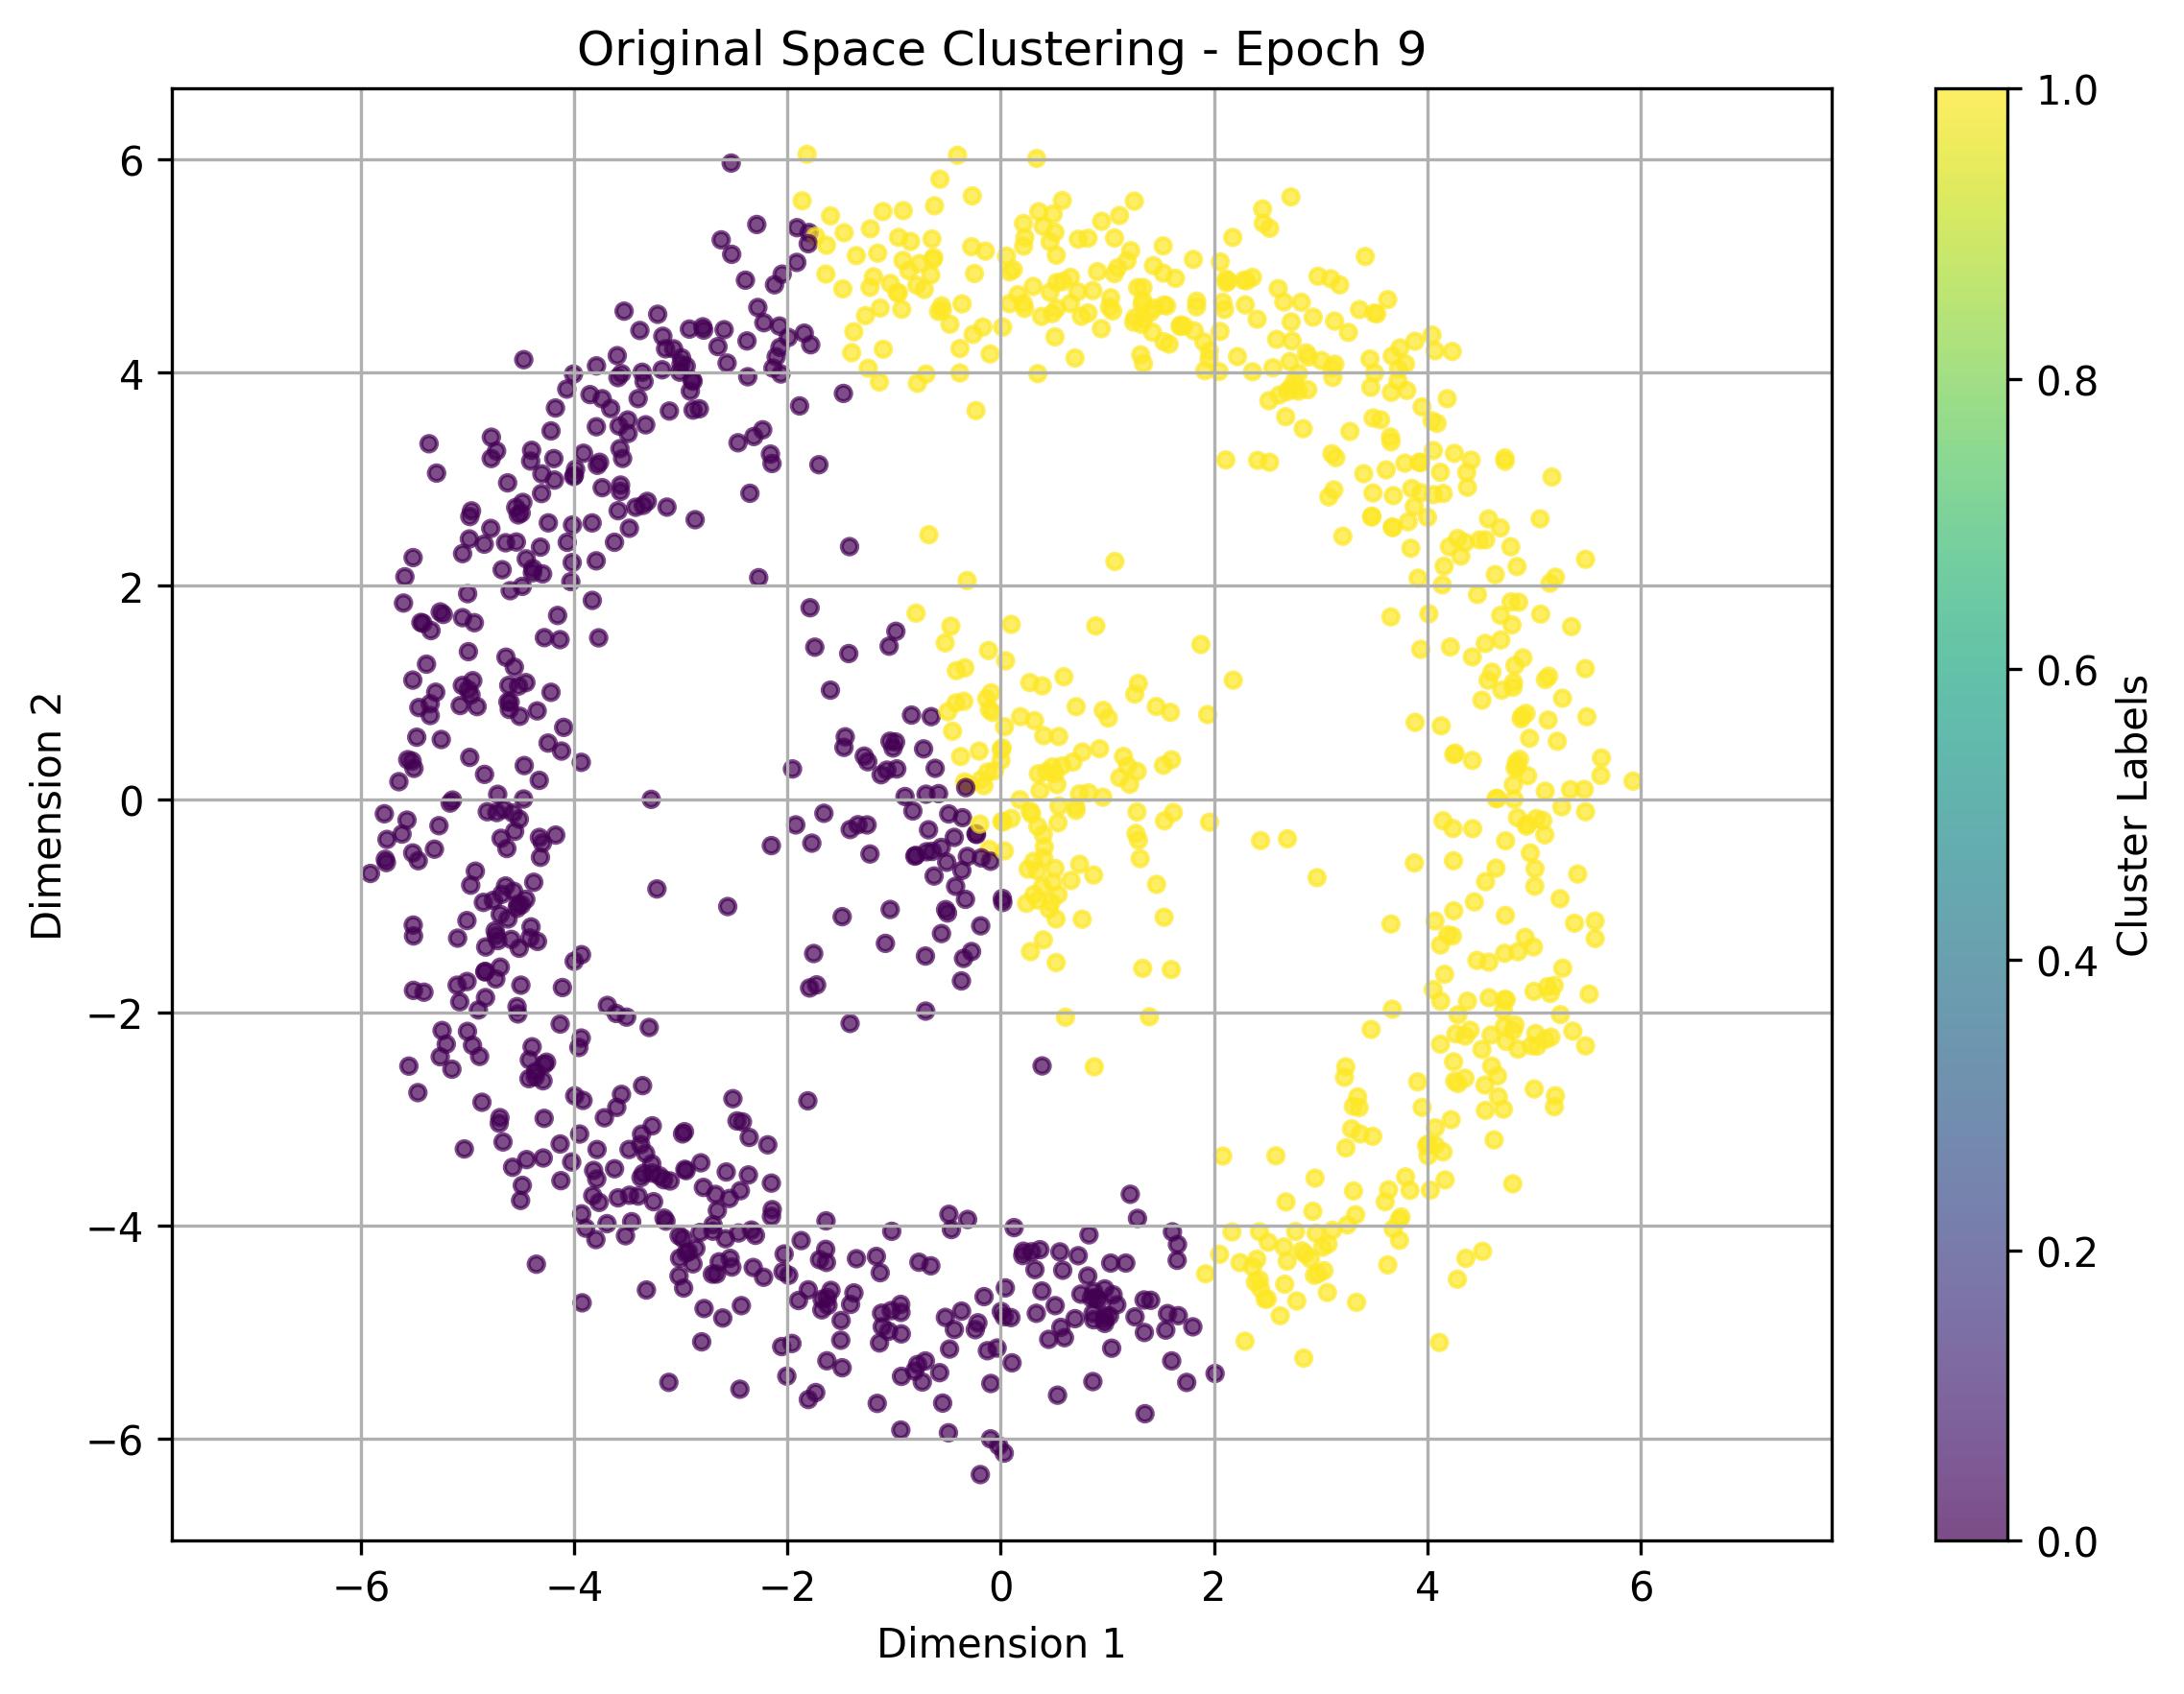 Original Space Clustering - Epoch 9
Dimension 2
6
4
2
0
−2
−4
−6
−6 −4 −2 0 2 4 6
Dimension 1
1.0
0.8
0.6
0.4
0.2
0.0
Cluster Labels